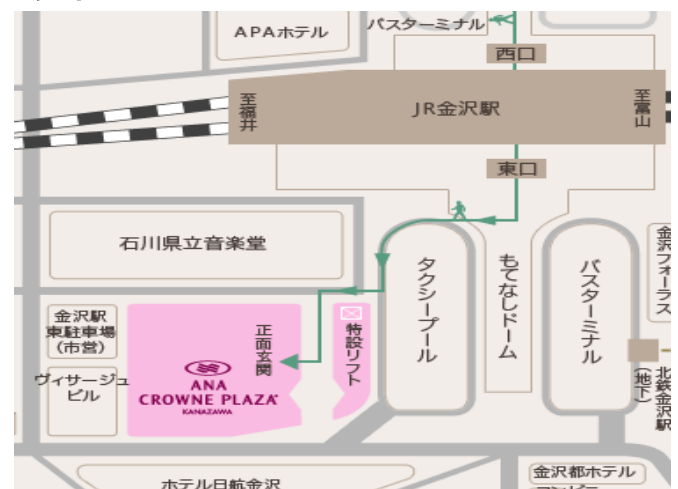 APAホテル
バスターミナル
西口
至福井
JR金沢駅
至富山
東口
石川県立音楽堂
タクシープール
もてなしドーム
バスターミナル
金沢フォーラス
金沢駅
東駐車場
(市営)
正面玄関
特設リフト
ANA
CROWNE PLAZA
KANAZAWA
ヴィサージュ
ビル
北鉄金沢駅
(地下)
ホテル日航金沢
金沢都ホテル